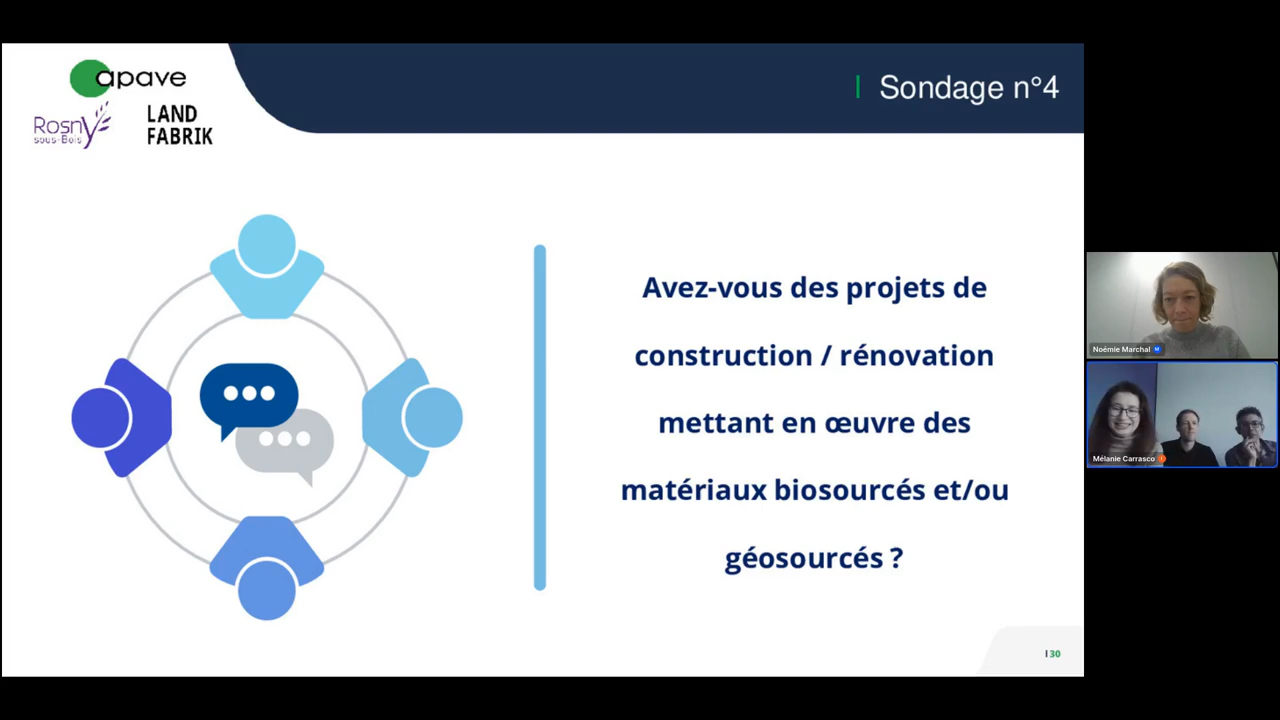 apave
Rosny
sous-Bois
LAND
FABRIK
| Sondage n°4
Avez-vous des projets de
construction / rénovation
mettant en œuvre des
matériaux biosourcés et/ou
géosourcés ?
Noémie Marchal
Mélanie Carrasco
| 30